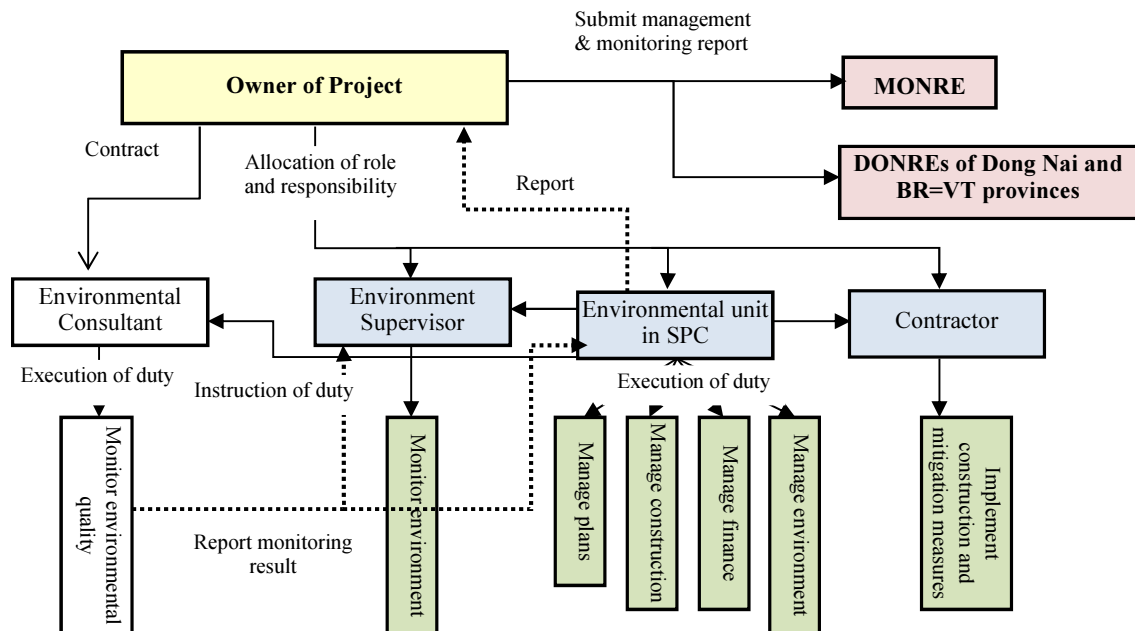 Submit management
& monitoring report
Owner of Project
MONRE
Contract
Allocation of role
and responsibility
Report
DONREs of Dong Nai and
BR=VT provinces
Environmental
Consultant
Environment
Supervisor
Environmental unit
in SPC
Contractor
Execution of duty
Instruction of duty
Execution of duty
Monitor environmental
quality
Report monitoring
result
Monitor environment
Manage plans
Manage construction
Manage finance
Manage environment
Implement
construction and
mitigation measures